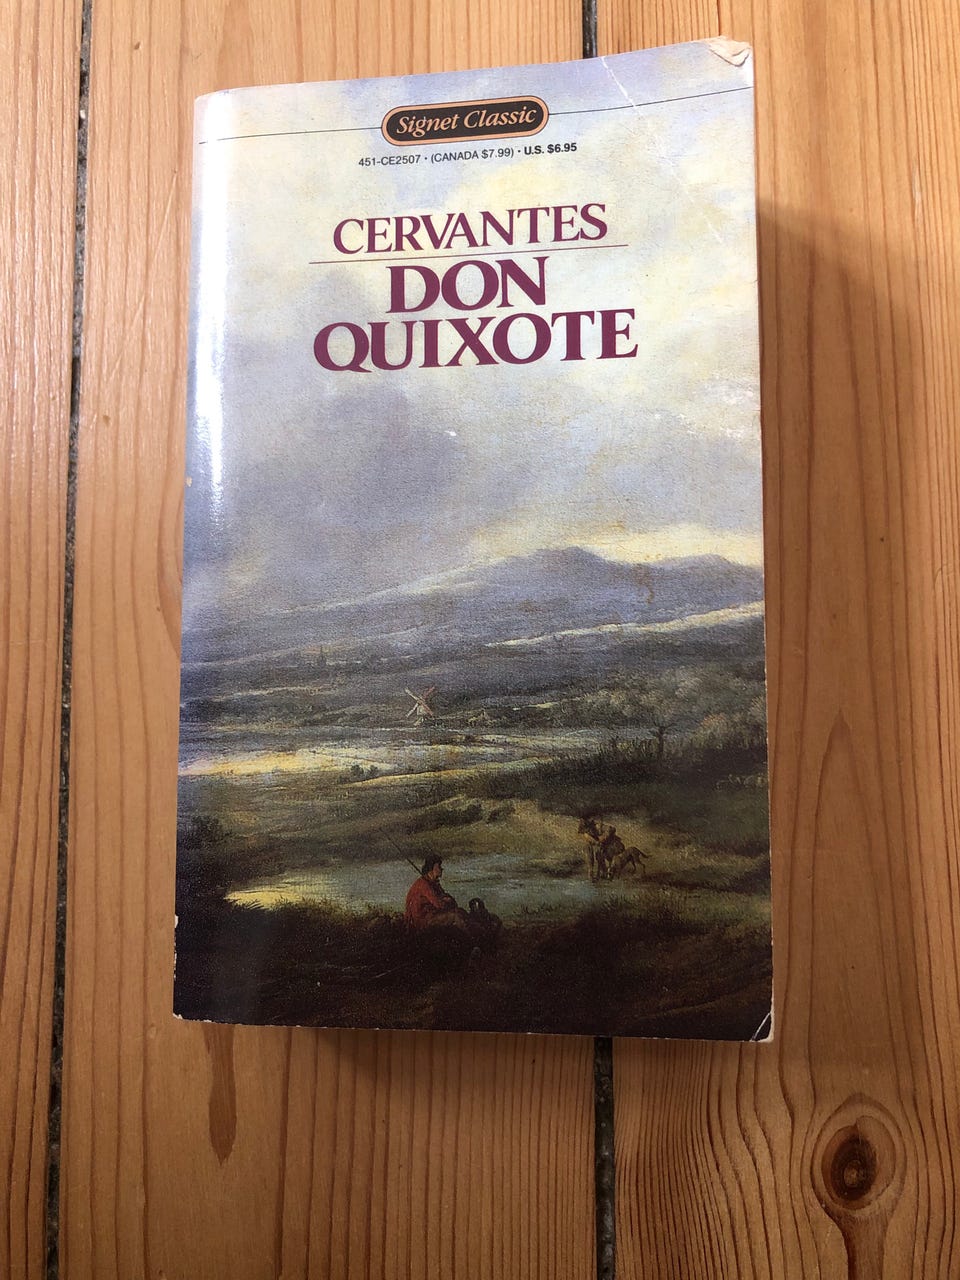 Signet Classic
451-CE2507 • (CANADA $7.99) • U.S. $6.95
CERVANTES
DON
QUIXOTE